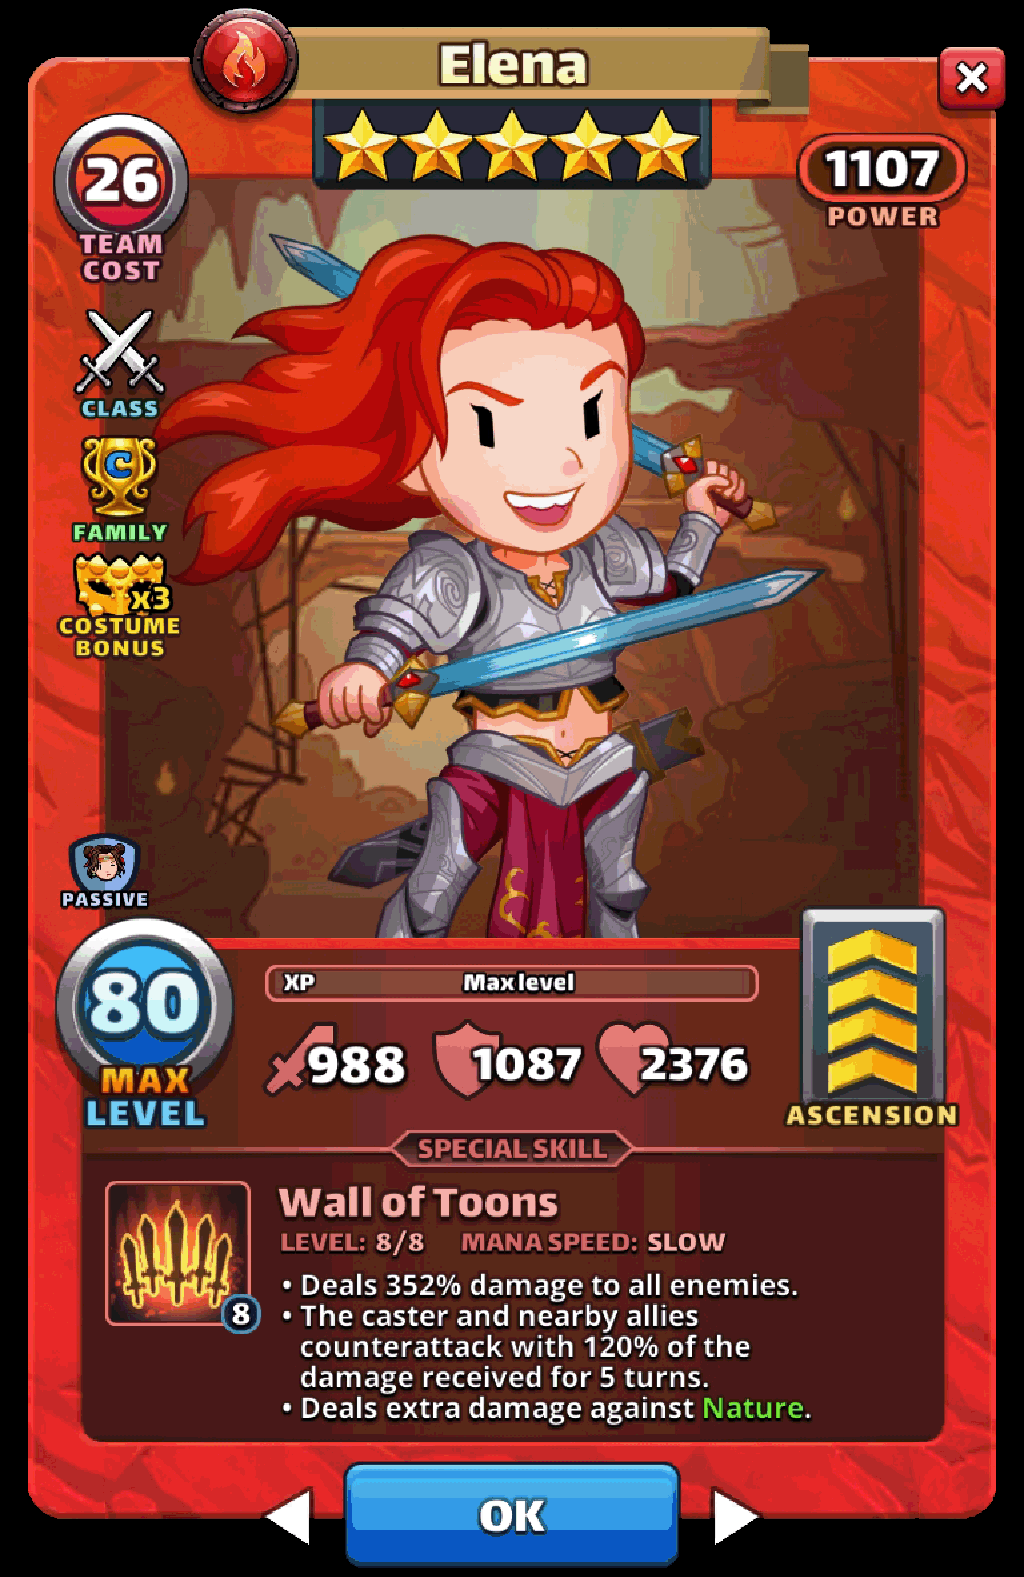 Elena
26
TEAM
COST
1107
POWER
CLASS
C
FAMILY
x3
COSTUME
BONUS
PASSIVE
80
MAX
LEVEL
XP Max level
988 1087 2376
ASCENSION
SPECIAL SKILL
Wall of Toons
LEVEL: 8/8 MANA SPEED: SLOW
8
• Deals 352% damage to all enemies.
• The caster and nearby allies
counterattack with 120% of the
damage received for 5 turns.
• Deals extra damage against Nature.
OK